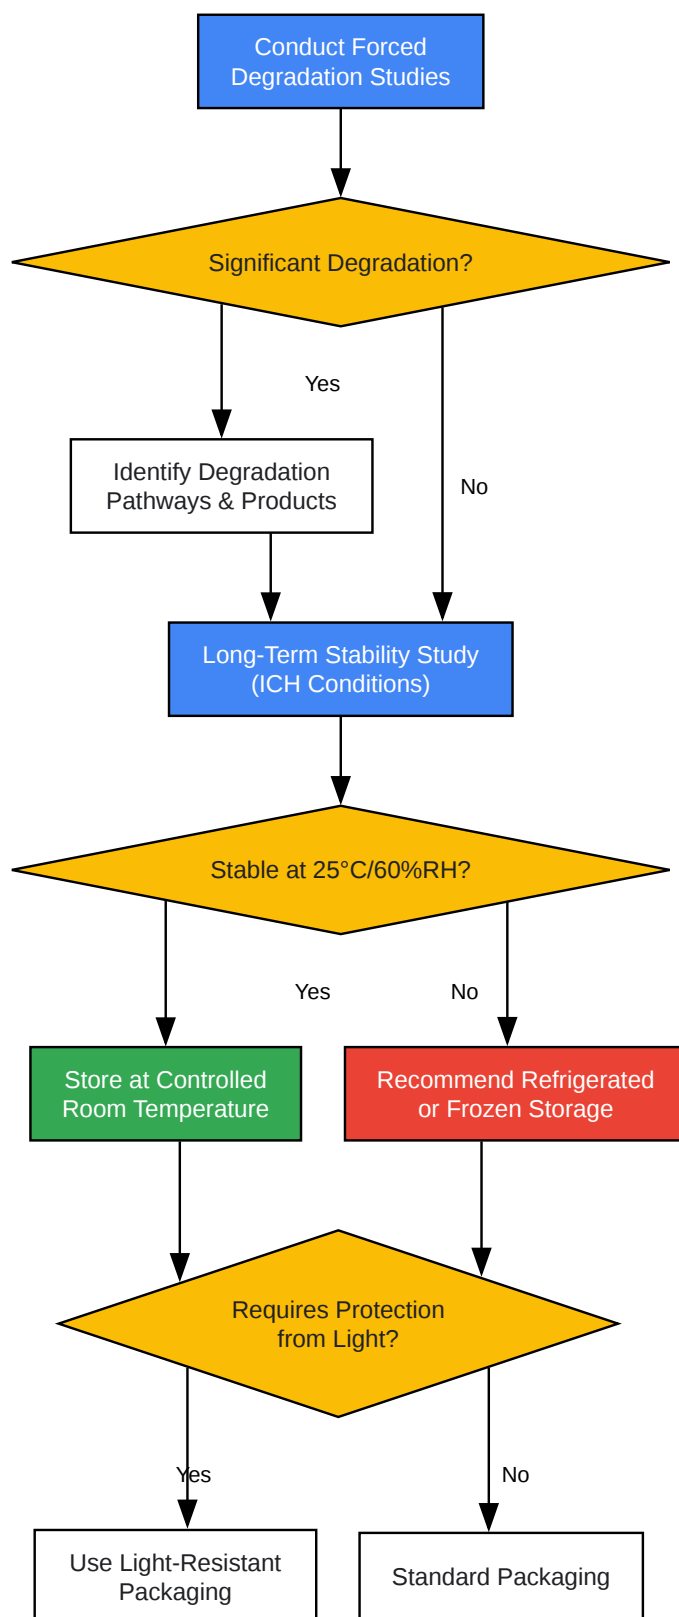 Conduct Forced
Degradation Studies
Significant Degradation?
Yes
Identify Degradation
Pathways & Products
No
Long-Term Stability Study
(ICH Conditions)
Stable at 25°C/60%RH?
Yes
No
Store at Controlled
Room Temperature
Recommend Refrigerated
or Frozen Storage
Requires Protection
from Light?
Yes
No
Use Light-Resistant
Packaging
Standard Packaging